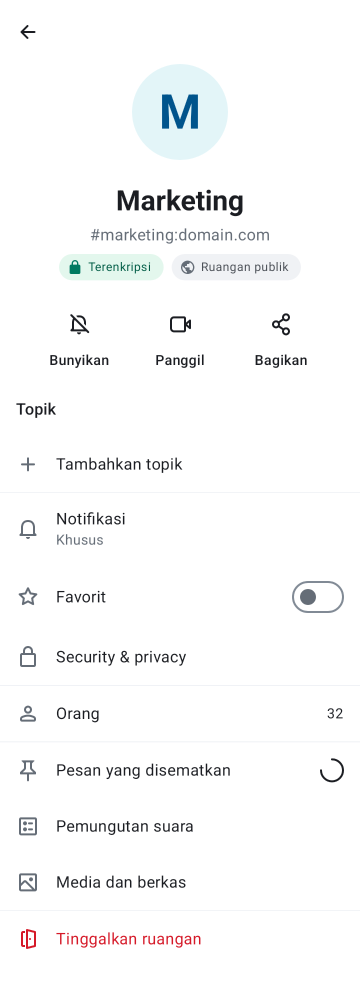 M
Marketing
#marketing:domain.com
Terenkripsi Ruangan publik
Bunyikan Panggil Bagikan
Topik
Tambahkan topik
Notifikasi
Khusus
Favorit
Security & privacy
Orang 32
Pesan yang disematkan
Pemungutan suara
Media dan berkas
Tinggalkan ruangan